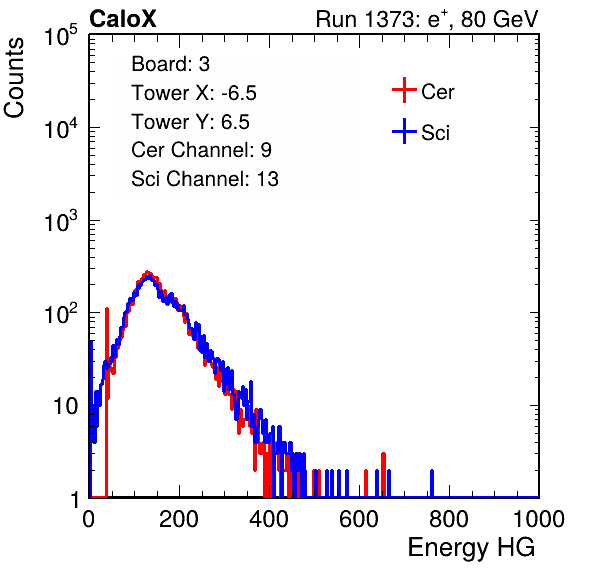 CaloX Run 1373: e⁺, 80 GeV
Counts
10⁵
10⁴
10³
10²
10
1
Board: 3
Tower X: -6.5
Tower Y: 6.5
Cer Channel: 9
Sci Channel: 13
Cer
Sci
0 200 400 600 800 1000
Energy HG